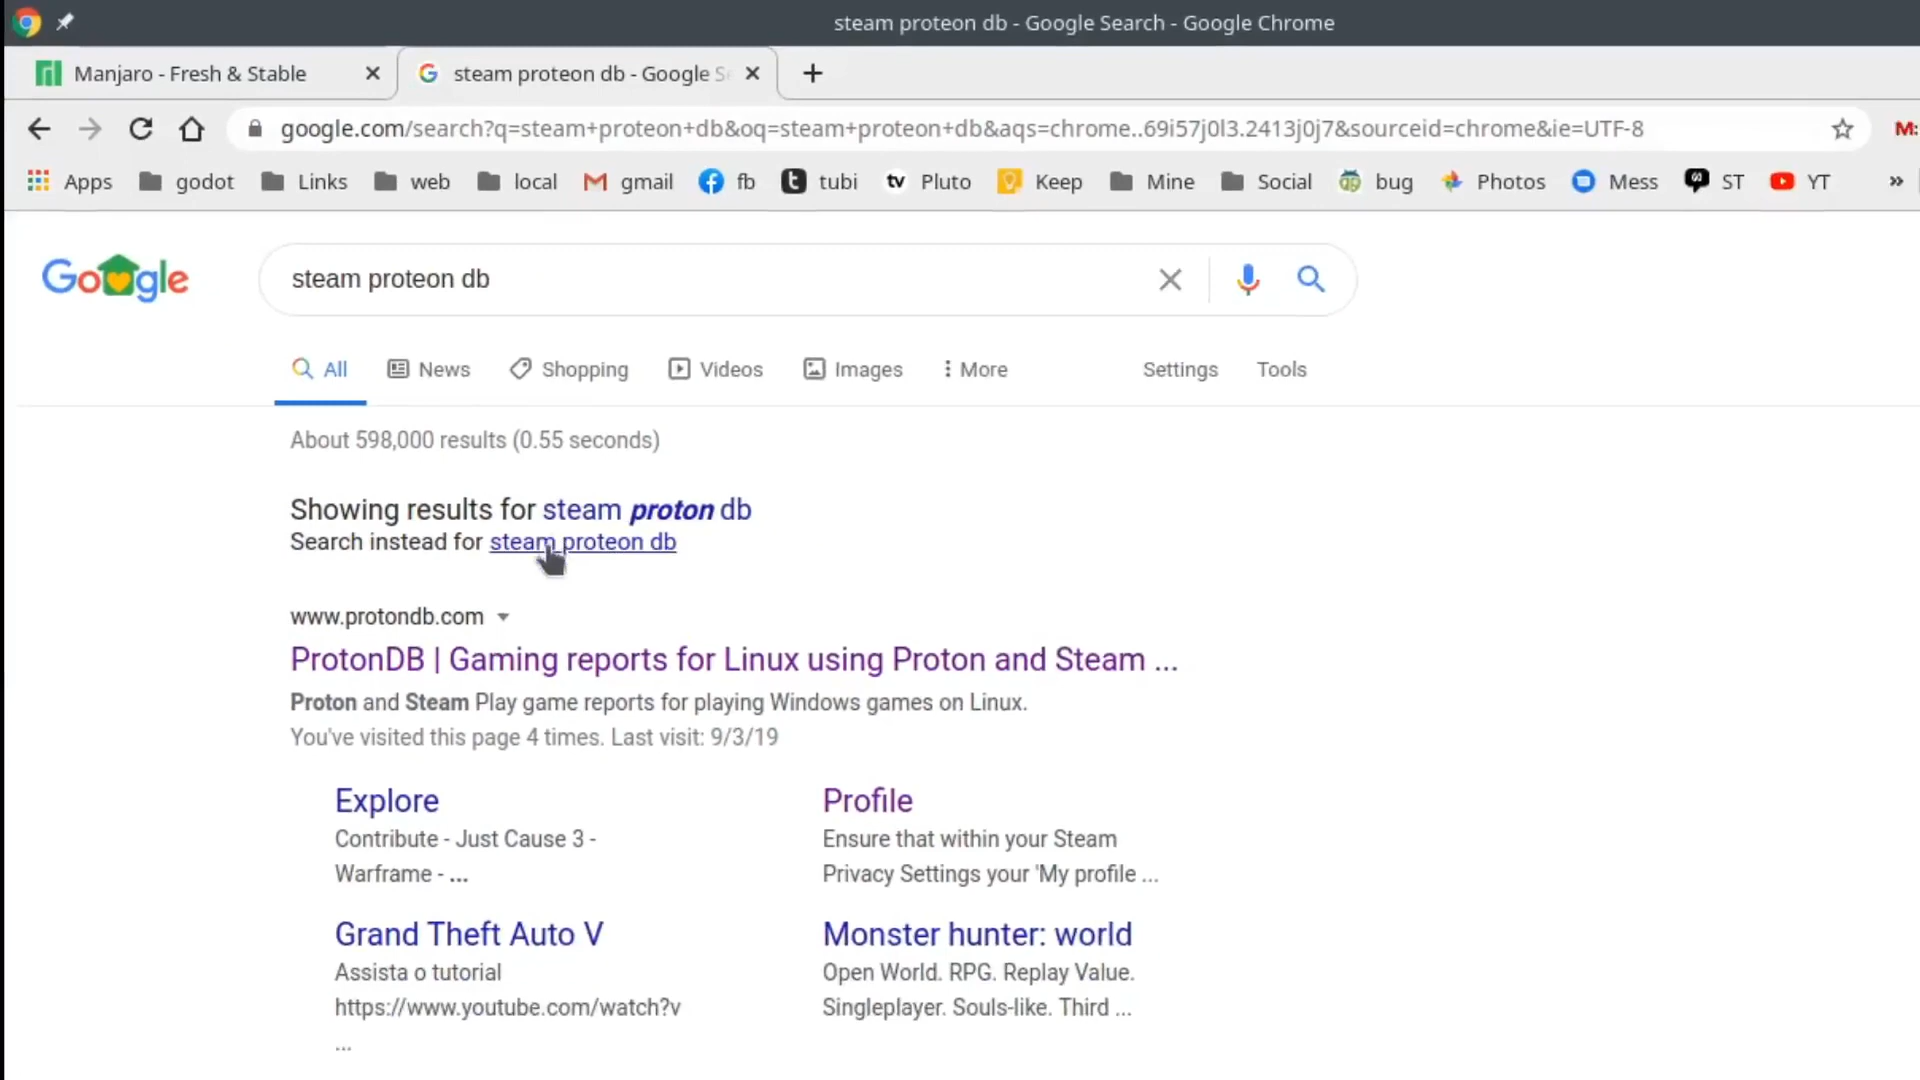 steam proteon db - Google Search - Google Chrome
Manjaro - Fresh & Stable
steam proteon db - Google S
google.com/search?q=steam+proteon+db&oq=steam+proteon+db&aqs=chrome..69i57j0l3.2413j0j7&sourceid=chrome&ie=UTF-8
M:
Apps godot Links web local gmail fb tubi tv Pluto Keep Mine Social bug Photos Mess ST YT »
Google
steam proteon db
All News Shopping Videos Images More Settings Tools
About 598,000 results (0.55 seconds)
Showing results for steam proton db
Search instead for steam proteon db
www.protondb.com
ProtonDB | Gaming reports for Linux using Proton and Steam ...
Proton and Steam Play game reports for playing Windows games on Linux.
You've visited this page 4 times. Last visit: 9/3/19
Explore
Contribute - Just Cause 3 -
Warframe - ...
Profile
Ensure that within your Steam
Privacy Settings your 'My profile ...
Grand Theft Auto V
Assista o tutorial
https://www.youtube.com/watch?v
...
Monster hunter: world
Open World. RPG. Replay Value.
Singleplayer. Souls-like. Third ...